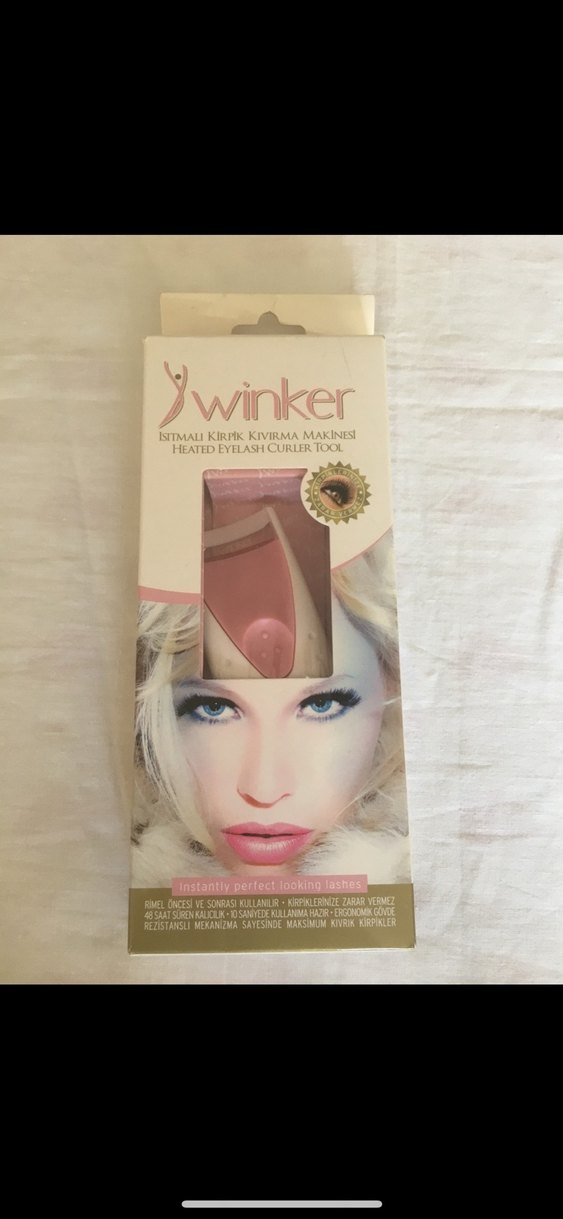 winker
ISITMALI KİRPİK KIVIRMA MAKİNESİ
HEATED EYELASH CURLER TOOL
Instantly perfect looking lashes
RİMEL ÖNCESİ VE SONRASI KULLANILIR • KİRPİKLERİNİZE ZARAR VERMEZ
48 SAAT SÜREN KALICILIK • 10 SANİYEDE KULLANIMA HAZIR • ERGONOMİK GÖVDE
REZİSTANSLI MEKANİZMA SAYESİNDE MAKSİMUM KIVRIK KİRPİKLER